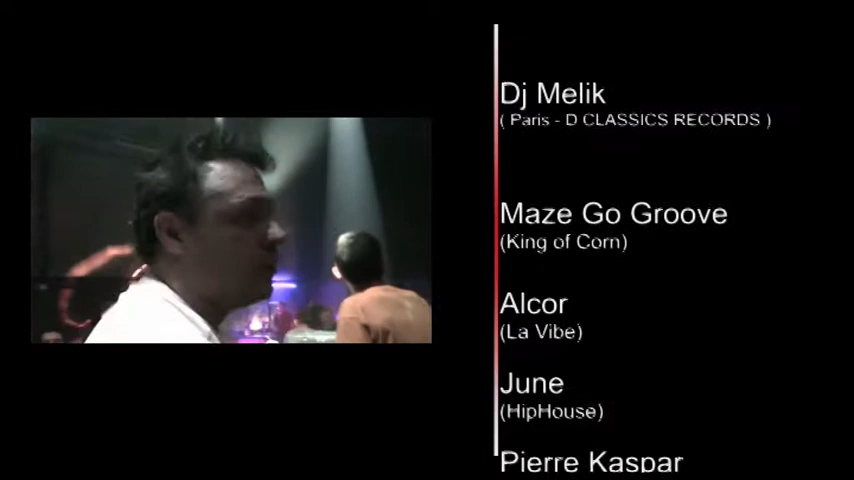 Dj Melik
( Paris - D CLASSICS RECORDS )
Maze Go Groove
(King of Corn)
Alcor
(La Vibe)
June
(HipHouse)
Pierre Kaspar